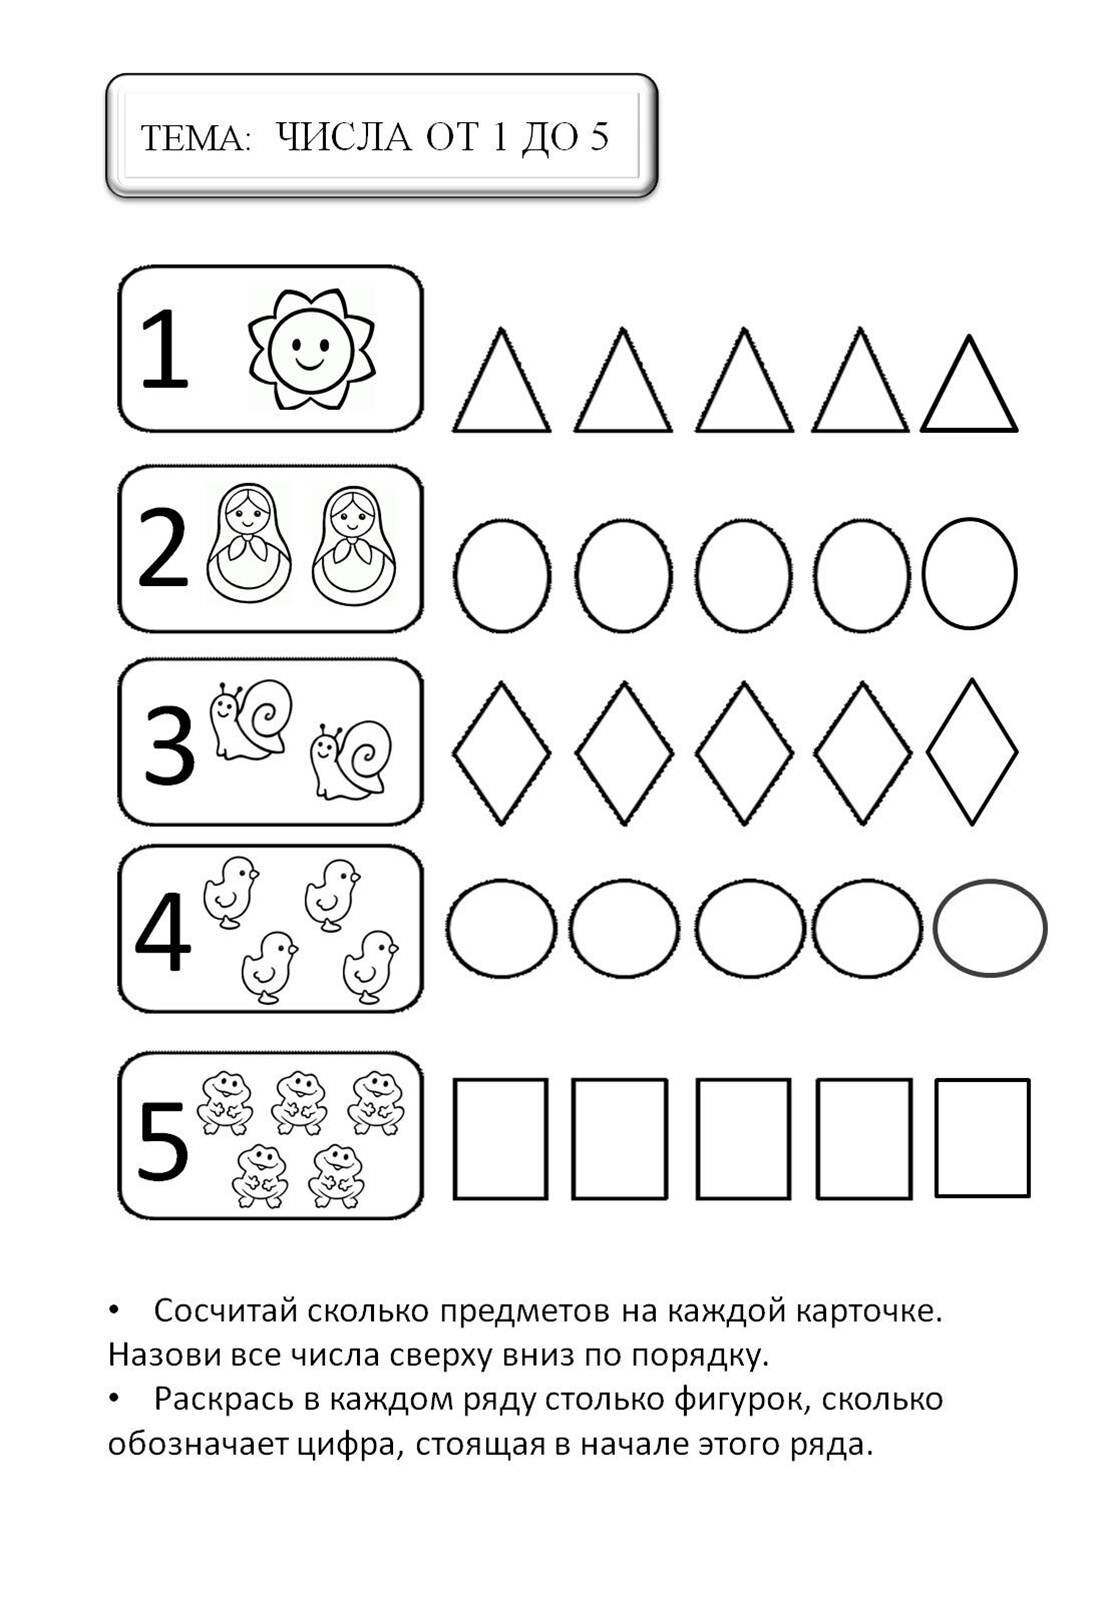 ТЕМА: ЧИСЛА ОТ 1 ДО 5
1
2
3
4
5
• Сосчитай сколько предметов на каждой карточке.
Назови все числа сверху вниз по порядку.
• Раскрась в каждом ряду столько фигурок, сколько
обозначает цифра, стоящая в начале этого ряда.